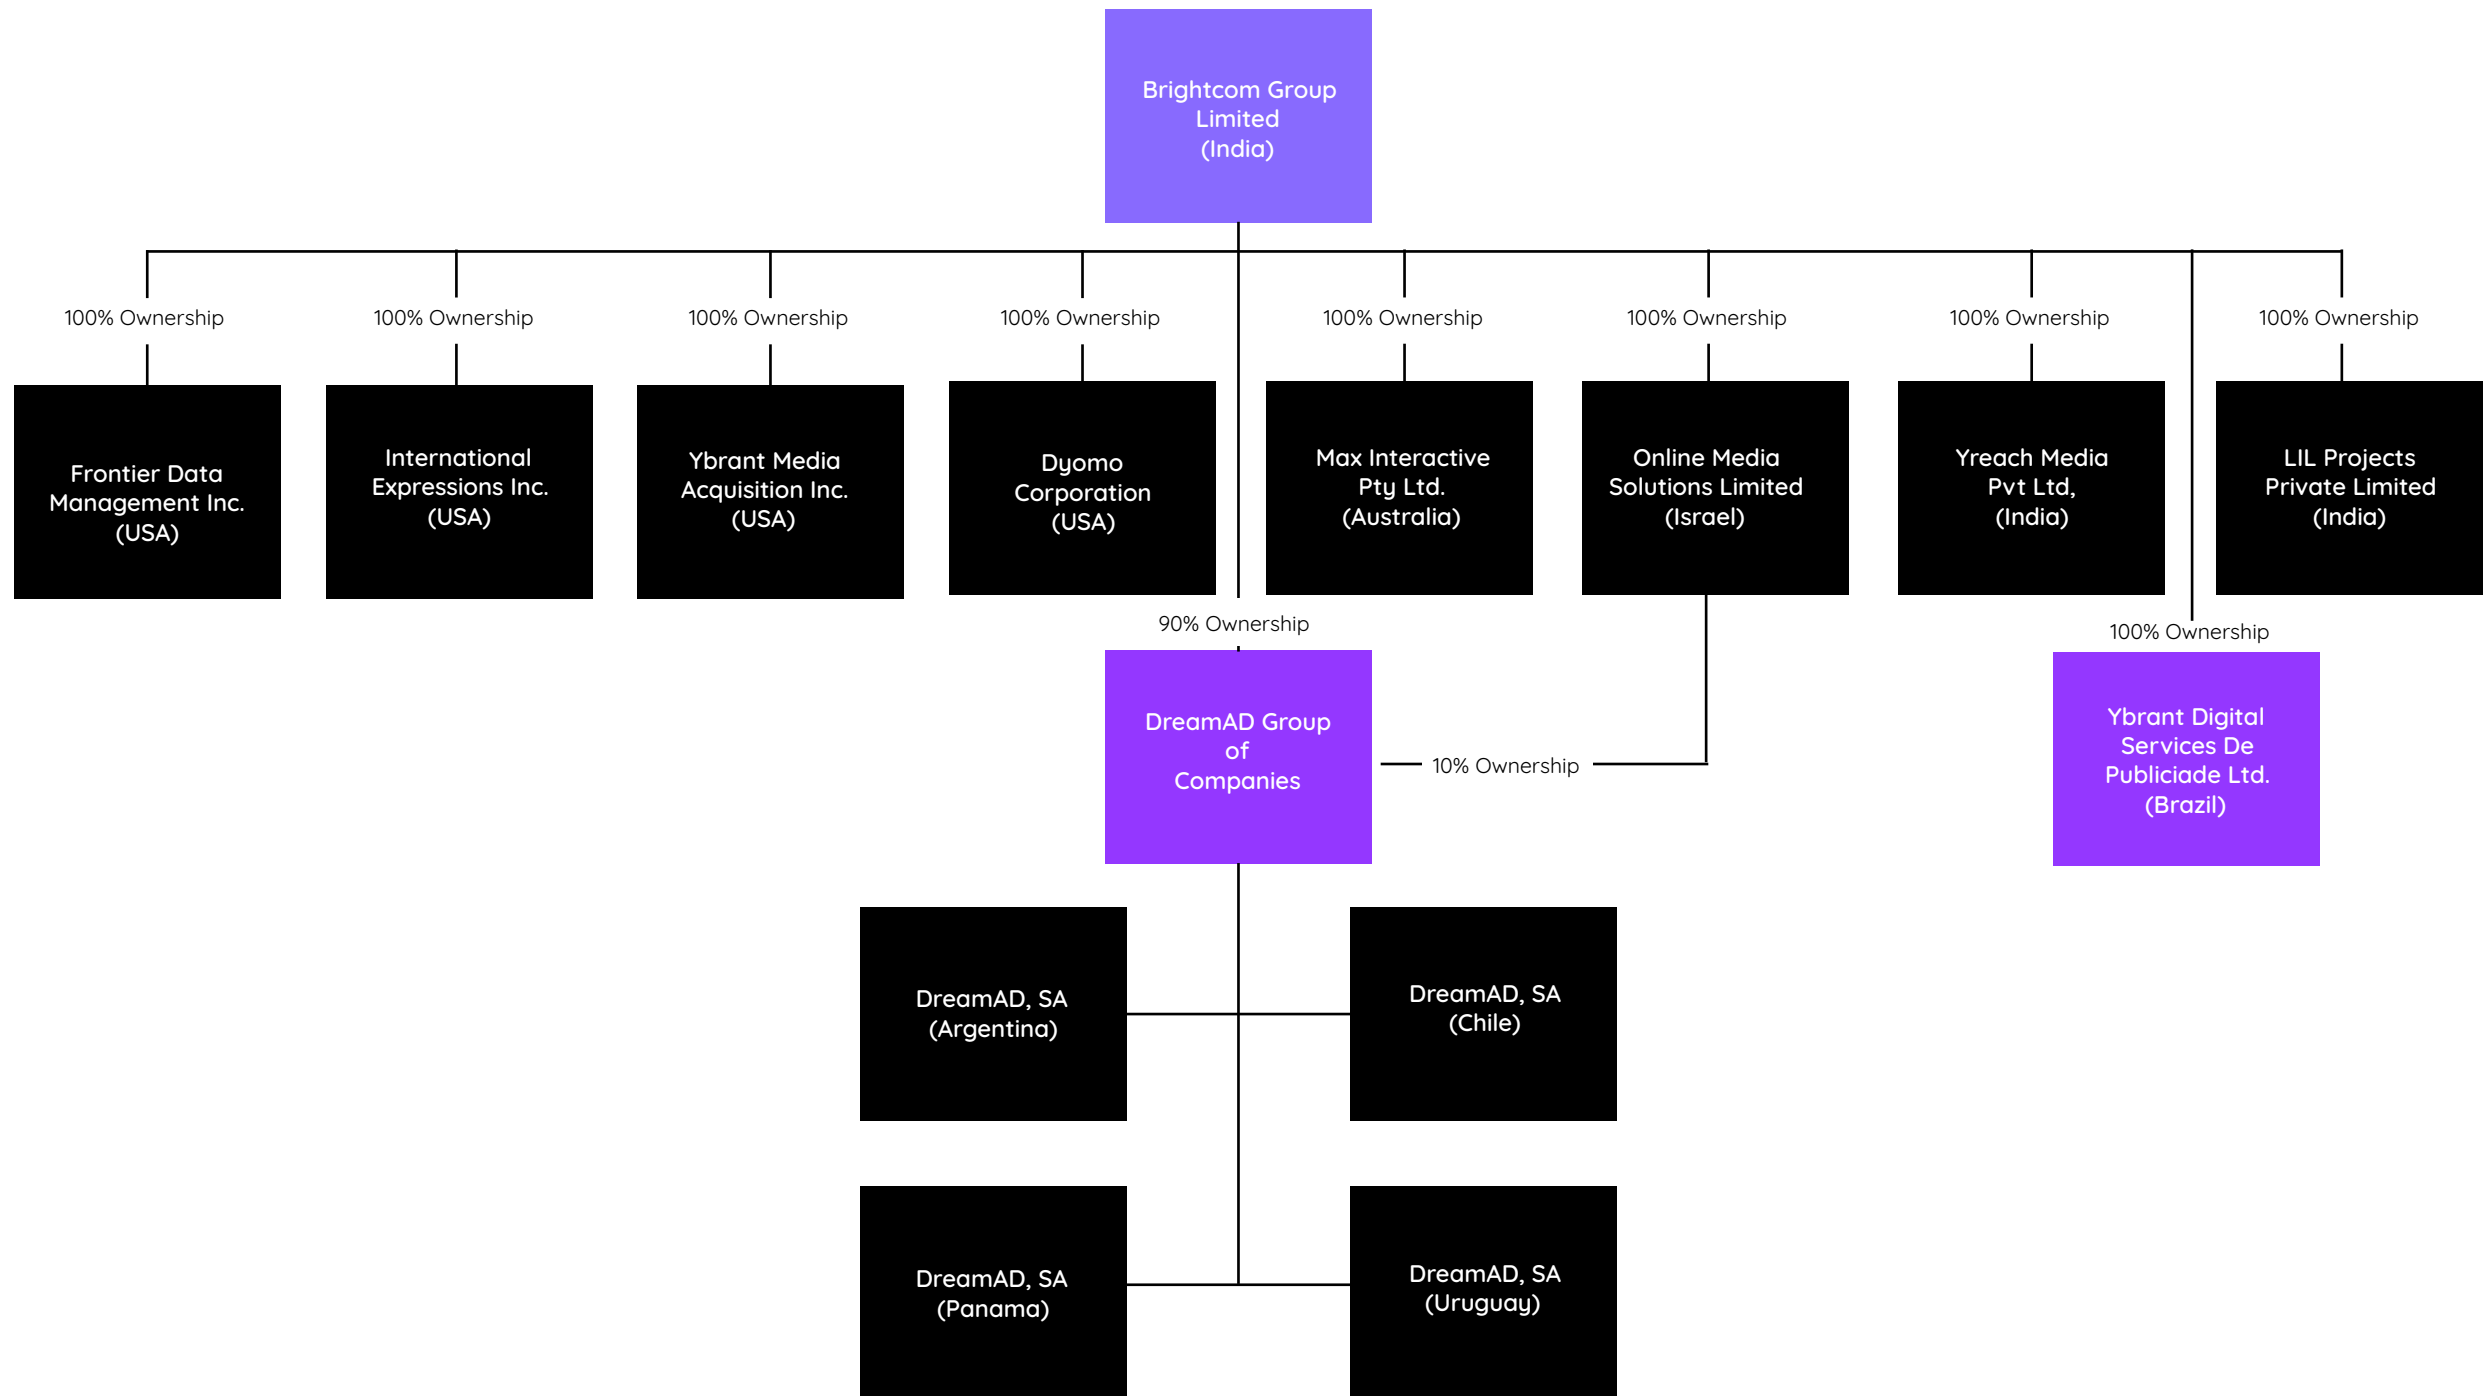 Brightcom Group
Limited
(India)
100% Ownership
100% Ownership
100% Ownership
100% Ownership
100% Ownership
100% Ownership
100% Ownership
100% Ownership
Frontier Data
Management Inc.
(USA)
International
Expressions Inc.
(USA)
Ybrant Media
Acquisition Inc.
(USA)
Dyomo
Corporation
(USA)
Max Interactive
Pty Ltd.
(Australia)
Online Media
Solutions Limited
(Israel)
Yreach Media
Pvt Ltd,
(India)
LIL Projects
Private Limited
(India)
90% Ownership
100% Ownership
DreamAD Group
of
Companies
10% Ownership
Ybrant Digital
Services De
Publiciade Ltd.
(Brazil)
DreamAD, SA
(Argentina)
DreamAD, SA
(Chile)
DreamAD, SA
(Panama)
DreamAD, SA
(Uruguay)